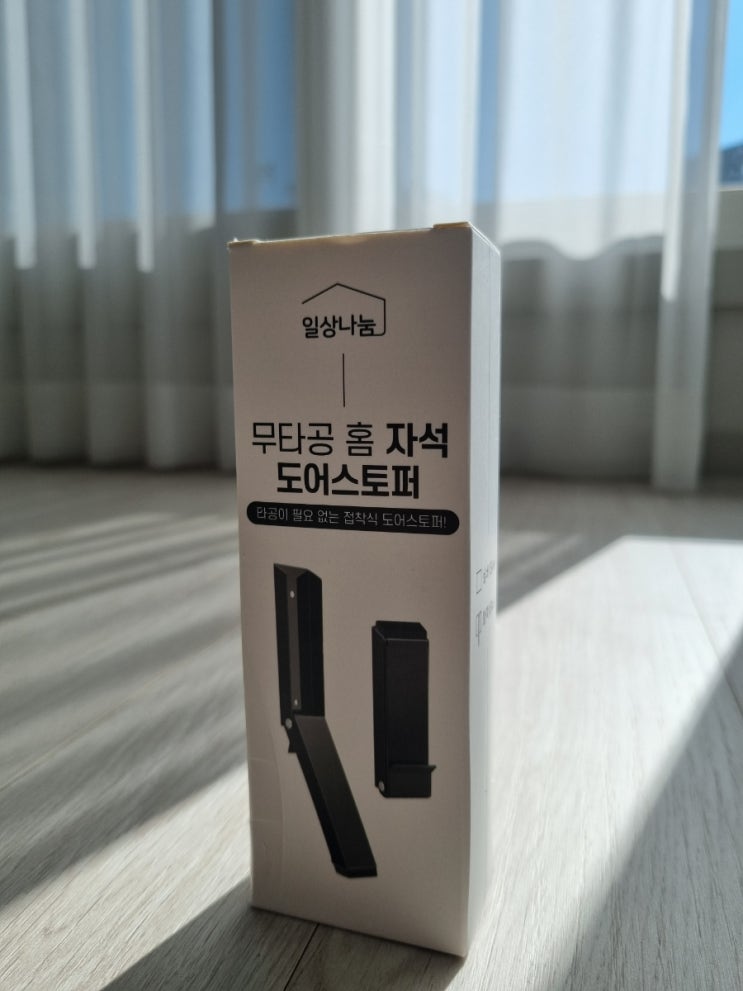 일상나눔
무타공 홈 자석
도어스토퍼
타공이 필요 없는 접착식 도어스토퍼!